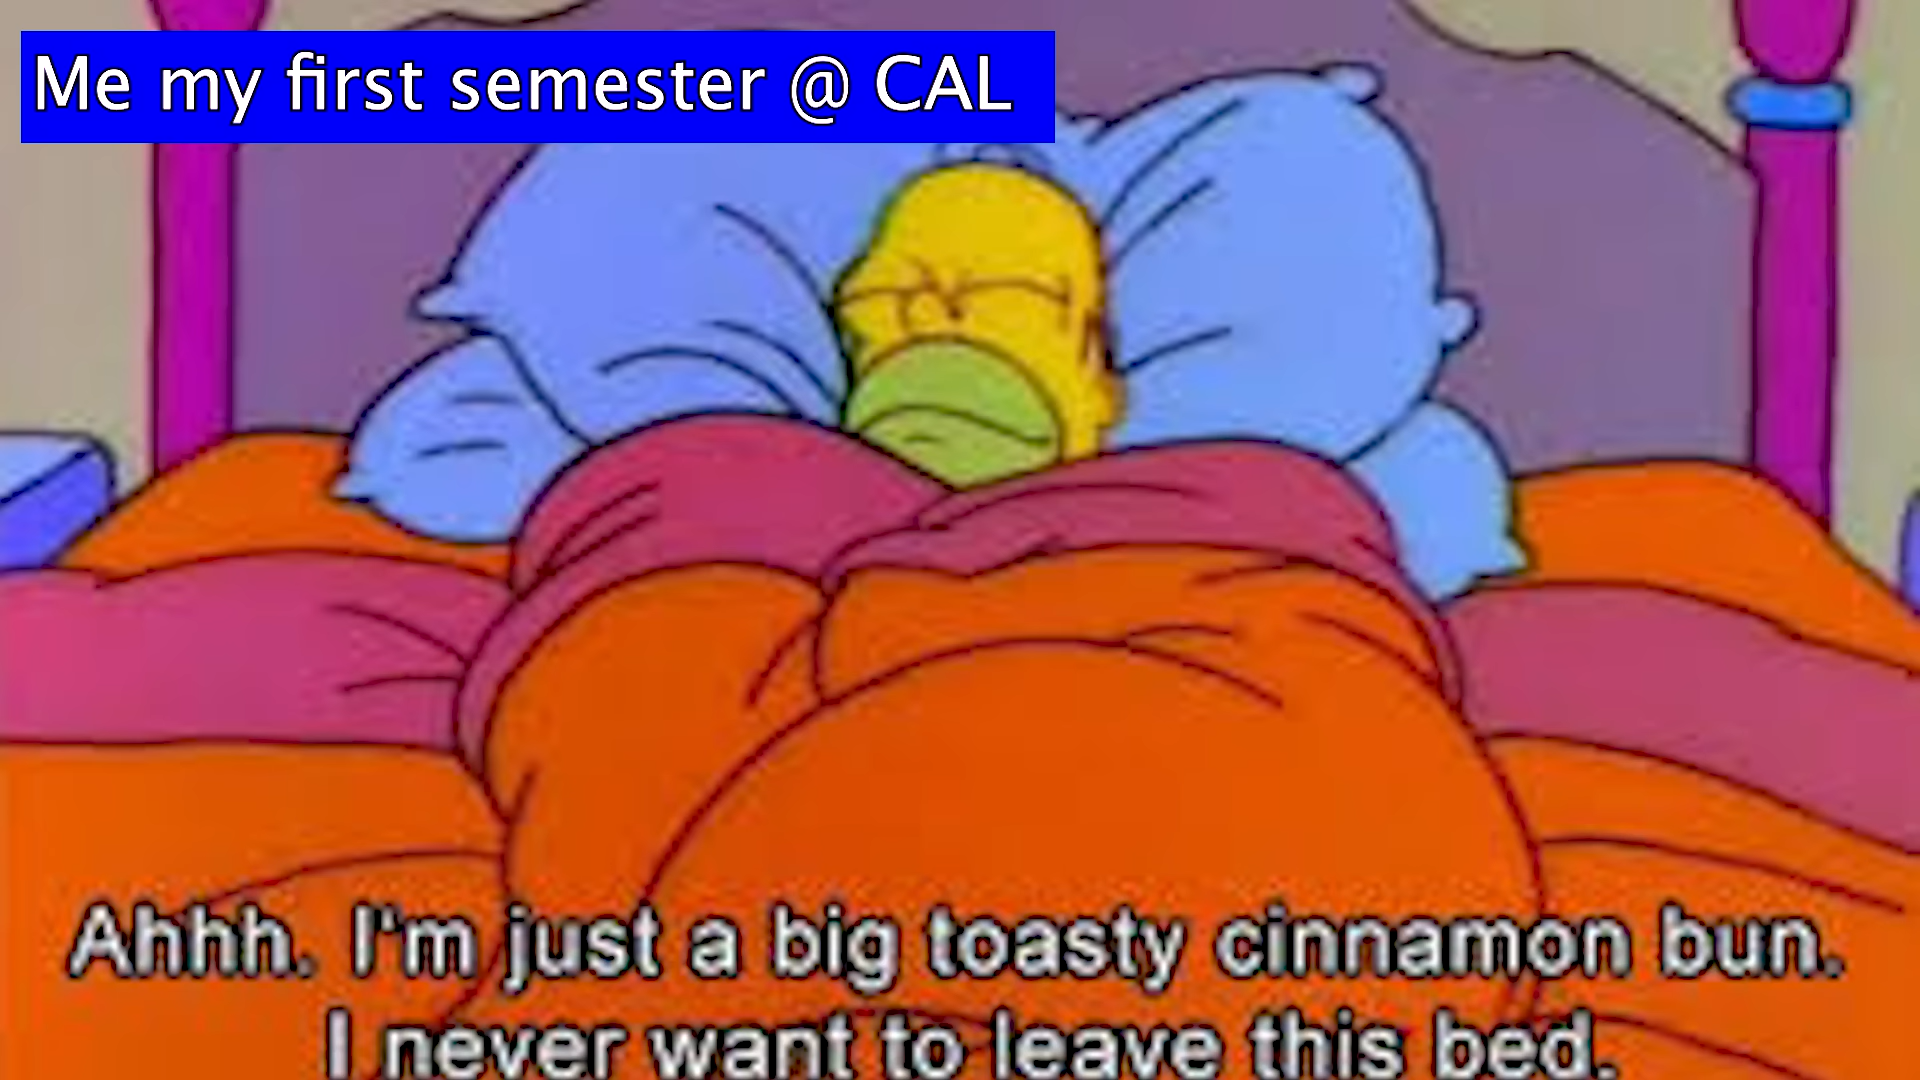 Me my first semester @ CAL
Ahhh. I'm just a big toasty cinnamon bun.
I never want to leave this bed.